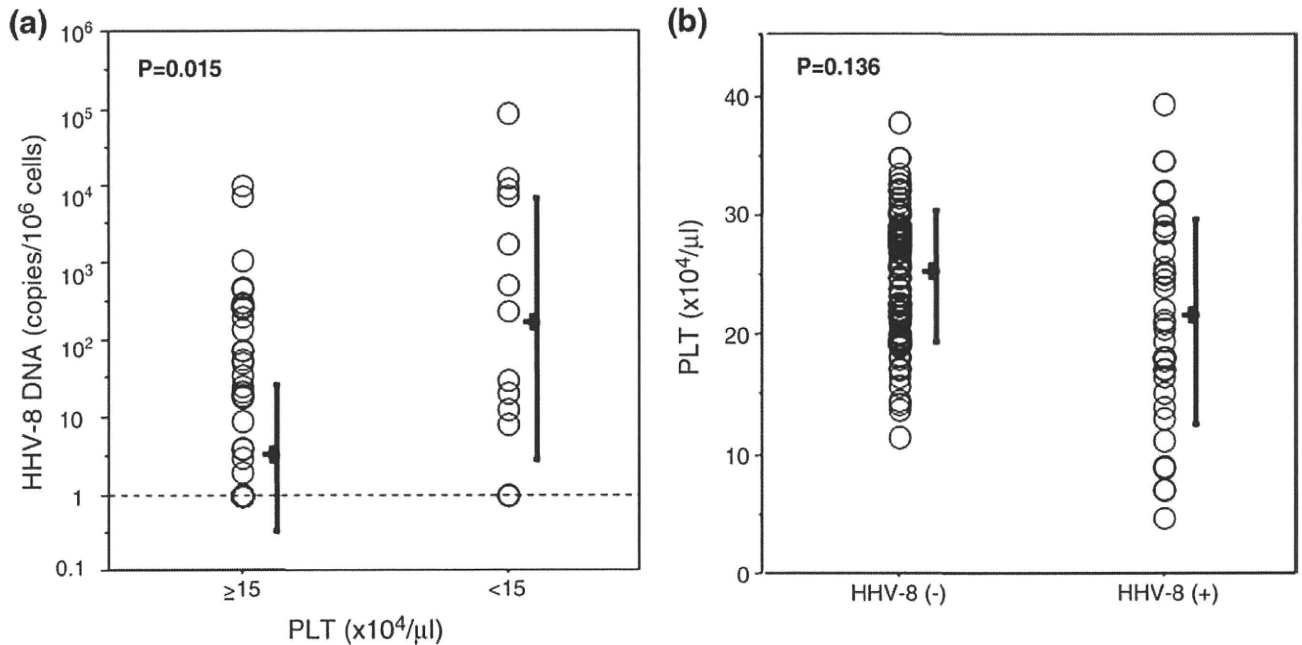 (a)
P=0.015
HHV-8 DNA (copies/10⁶ cells)
10⁶
10⁵
10⁴
10³
10²
10
1
0.1
≥15
<15
PLT (x10⁴/µl)
(b)
P=0.136
PLT (x10⁴/µl)
40
30
20
10
0
HHV-8 (-)
HHV-8 (+)